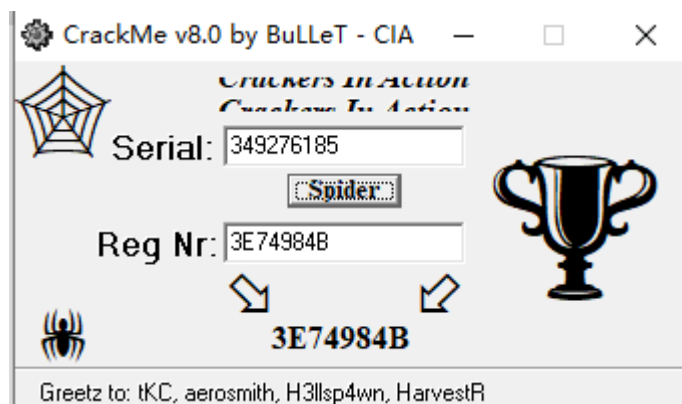 CrackMe v8.0 by BuLLeT - CIA
Crackers In Action
Crackers In Action
Serial: 349276185
Spider
Reg Nr: 3E74984B
3E74984B
Greetz to: tKC, aerosmith, H3llsp4wn, HarvestR